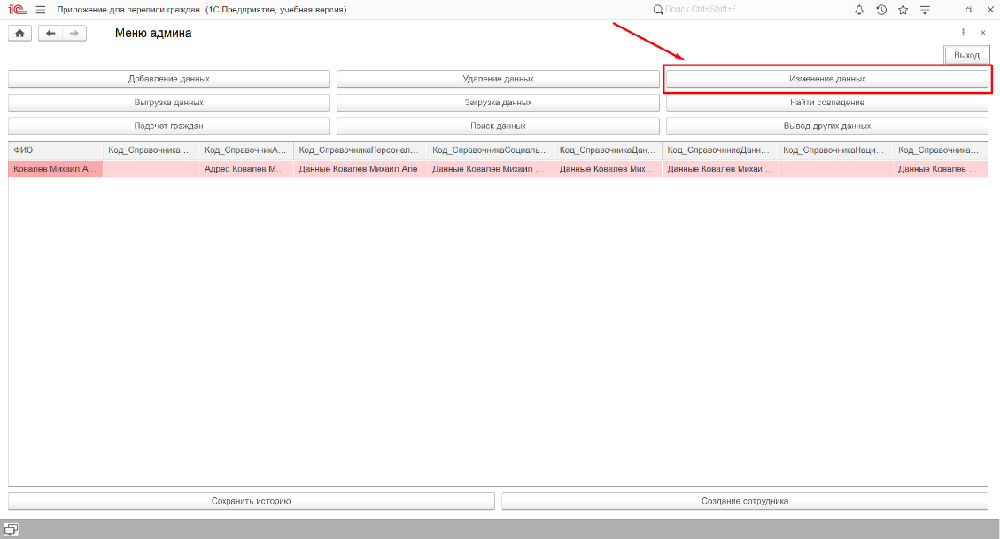 1С Приложение для переписи граждан (1С:Предприятие, учебная версия) Поиск Ctrl+Shift+F
Меню админа
Выход
Добавление данных Удаление данных Изменение данных
Выгрузка данных Загрузка данных Найти совпадение
Подсчет граждан Поиск данных Вывод других данных
ФИО Код_Справочника... Код_СправочникА... Код_СправочникаПерсонал... Код_СправочникаСоциаль... Код_СправочникаДан... Код_СправочнниаДанн... Код_СправочникаНаци... Код_Справочника...
Ковалев Михаил А... Адрес Ковалев М... Данные Ковалев Михаил Але Данные Ковалев Михаил ... Данные Ковалев Мих... Данные Ковалев Михаи... Данные Ковалев ...
Сохранить историю Создание сотрудника